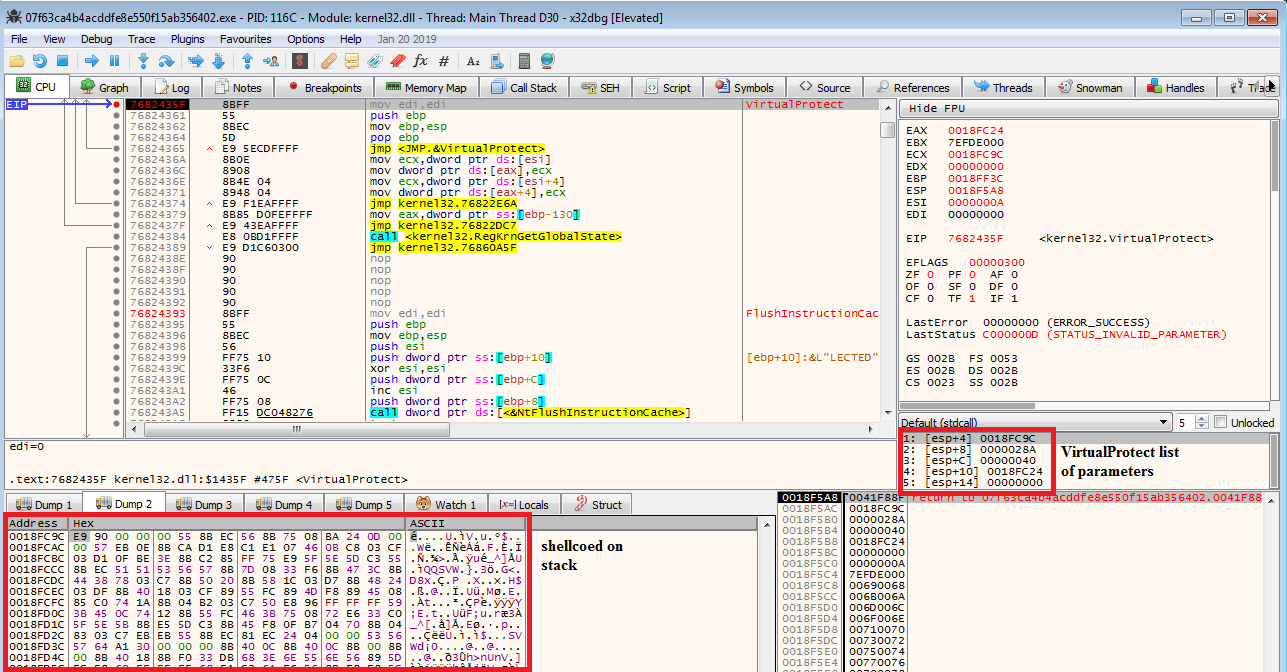 07f63ca4b4acddfe8e550f15ab356402.exe - PID: 116C - Module: kernel32.dll - Thread: Main Thread D30 - x32dbg [Elevated]
File View Debug Trace Plugins Favourites Options Help Jan 20 2019
CPU Graph Log Notes Breakpoints Memory Map Call Stack SEH Script Symbols Source References Threads Snowman Handles
EIP 7682435F 8BFF mov edi,edi VirtualProtect
76824361 55 push ebp
76824362 8BEC mov ebp,esp
76824364 5D pop ebp
76824365 E9 5ECDFFFF jmp <JMP.&VirtualProtect>
7682436A 8B0E mov ecx,dword ptr ds:[esi]
7682436C 8908 mov dword ptr ds:[eax],ecx
7682436E 8B4E 04 mov ecx,dword ptr ds:[esi+4]
76824371 8948 04 mov dword ptr ds:[eax+4],ecx
76824374 E9 F1EAFFFF jmp kernel32.76822E6A
76824379 8B85 D0FEFFFF mov eax,dword ptr ss:[ebp-130]
7682437F E9 43EAFFFF jmp kernel32.76822DC7
76824384 E8 0BD1FFFF call <kernel32.RegKrnGetGlobalState>
76824389 E9 D1C60300 jmp kernel32.76860A5F
7682438E 90 nop
7682438F 90 nop
76824390 90 nop
76824391 90 nop
76824392 90 nop
76824393 8BFF mov edi,edi FlushInstructionCac
76824395 55 push ebp
76824396 8BEC mov ebp,esp
76824398 56 push esi
76824399 FF75 10 push dword ptr ss:[ebp+10] [ebp+10]:&L"LECTED"
7682439C 33F6 xor esi,esi
7682439E FF75 0C push dword ptr ss:[ebp+C]
768243A1 46 inc esi
768243A2 FF75 08 push dword ptr ss:[ebp+8]
768243A5 FF15 DC048276 call dword ptr ds:[<&NtFlushInstructionCache>]
Hide FPU
EAX 0018FC24
EBX 7EFDE000
ECX 0018FC9C
EDX 00000000
EBP 0018FF3C
ESP 0018F5A8
ESI 0000000A
EDI 00000000
EIP 7682435F <kernel32.VirtualProtect>
EFLAGS 00000300
ZF 0 PF 0 AF 0
OF 0 SF 0 DF 0
CF 0 TF 1 IF 1
LastError 00000000 (ERROR_SUCCESS)
LastStatus C000000D (STATUS_INVALID_PARAMETER)
GS 002B FS 0053
ES 002B DS 002B
CS 0023 SS 002B
Default (stdcall) 5 Unlocked
1: [esp+4] 0018FC9C
2: [esp+8] 0000028A
3: [esp+C] 00000040
4: [esp+10] 0018FC24
5: [esp+14] 00000000
VirtualProtect list
of parameters
edi=0
.text:7682435F kernel32.dll:$1435F #475F <VirtualProtect>
Dump 1 Dump 2 Dump 3 Dump 4 Dump 5 Watch 1 [x=] Locals Struct
Address Hex ASCII
0018FC9C E9 90 00 00 00 55 8B EC 56 8B 75 08 BA 24 0D 00
0018FCAC 00 57 EB 0E 8B CA D1 E8 C1 E1 07 46 0B C8 03 CF
0018FCBC 03 D1 0F BE 3E 8B C2 85 FF 75 E9 5F 5E 5D C3 55
0018FCCC 8B EC 51 51 53 56 57 8B 7D 08 33 F6 8B 47 3C 8B
0018FCDC 44 38 78 03 C7 8B 50 20 8B 58 1C 03 D7 8B 48 24
0018FCEC 03 DF 8B 40 18 03 CF 89 55 FC 89 4D F8 89 45 08
0018FCFC 85 C0 74 1A 8B 04 B2 03 C7 50 E8 96 FF FF FF 59
0018FD0C 3B 45 0C 74 12 8B 55 FC 46 3B 75 08 72 E6 33 C0
0018FD1C 5F 5E 5B 8B E5 5D C3 8B 45 F8 0F B7 04 70 8B 04
0018FD2C 83 03 C7 EB EB 55 8B EC 81 EC 24 04 00 00 53 56
0018FD3C 57 64 A1 30 00 00 00 8B 40 0C 8B 40 0C 8B 00 8B
0018FD4C 00 8B 40 18 8B F0 33 DB 68 3E 6E 55 6E 56 89 5D
shellcoed on
stack
0018F5A8 0041F88F return to 07f63ca4b4acddfe8e550f15ab356402.0041F88
0018F5AC 0018FC9C
0018F5B0 0000028A
0018F5B4 00000040
0018F5B8 0018FC24
0018F5BC 00000000
0018F5C0 0000000A
0018F5C4 7EFDE000
0018F5C8 00690068
0018F5CC 006B006A
0018F5D0 006D006C
0018F5D4 006F006E
0018F5D8 00710070
0018F5DC 00730072
0018F5E0 00750074
0018F5E4 00770076